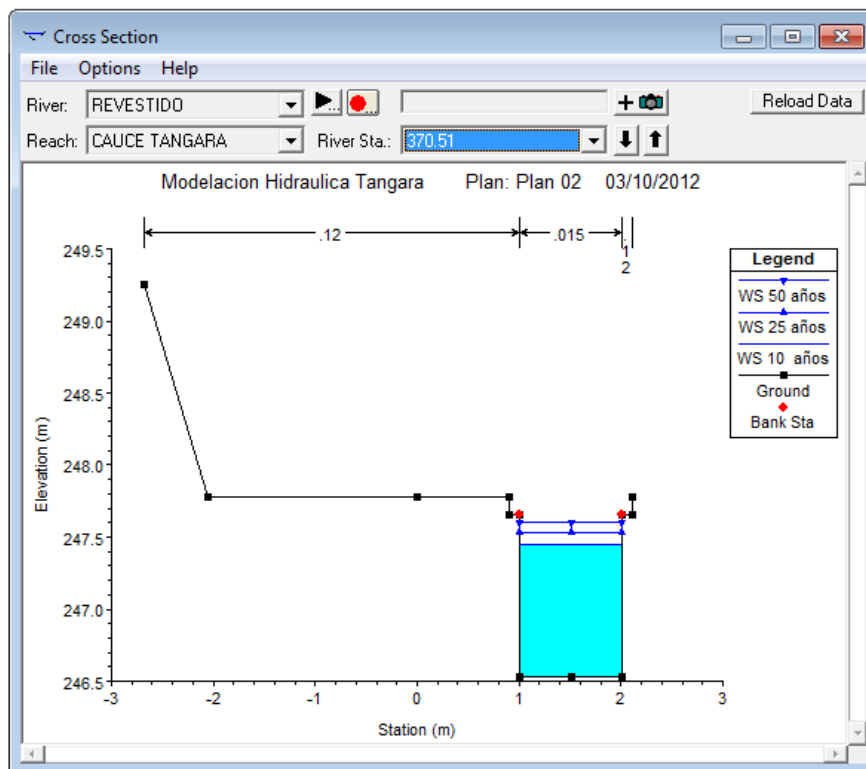 Cross Section
File Options Help
River: REVESTIDO Reload Data
Reach: CAUCE TANGARA River Sta.: 370.51
Modelacion Hidraulica Tangara Plan: Plan 02 03/10/2012
.12 .015 .12
Legend
WS 50 años
WS 25 años
WS 10 años
Ground
Bank Sta
249.5
249.0
248.5
248.0
247.5
247.0
246.5
Elevation (m)
-3 -2 -1 0 1 2 3
Station (m)